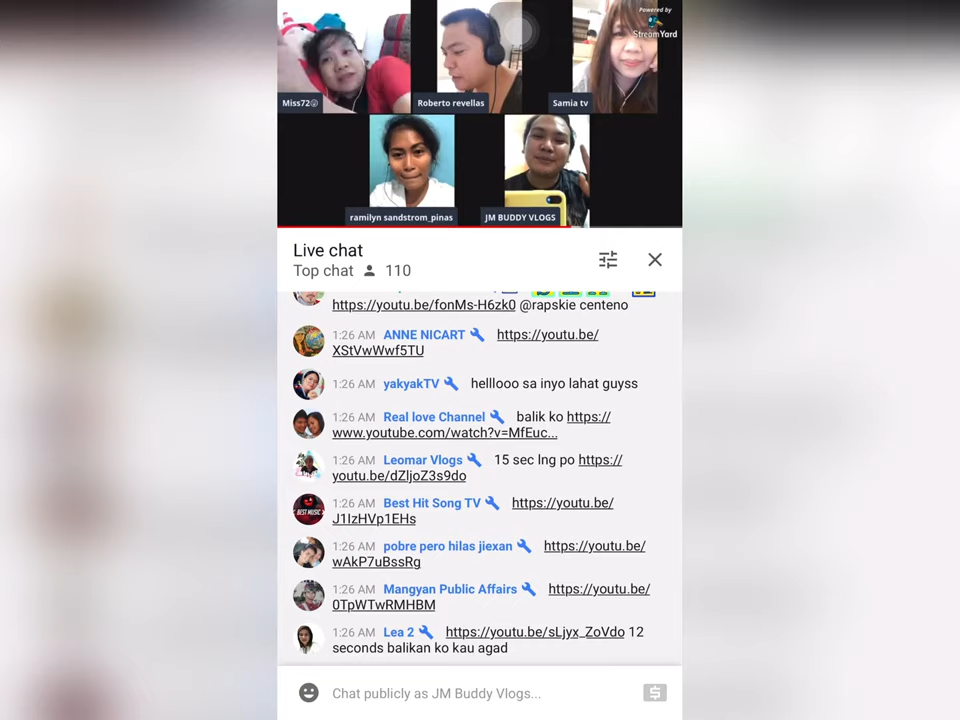 Powered by
StreamYard
Miss72😜
Roberto revellas
Samia tv
ramilyn sandstrom_pinas
JM BUDDY VLOGS
Live chat
Top chat 110
https://youtu.be/fonMs-H6zk0 @rapskie centeno
1:26 AM ANNE NICART https://youtu.be/
XStVwWwf5TU
1:26 AM yakyakTV helllooo sa inyo lahat guyss
1:26 AM Real love Channel balik ko https://
www.youtube.com/watch?v=MfEuc...
1:26 AM Leomar Vlogs 15 sec lng po https://
youtu.be/dZljoZ3s9do
BEST MUSIC
1:26 AM Best Hit Song TV https://youtu.be/
J1IzHVp1EHs
1:26 AM pobre pero hilas jiexan https://youtu.be/
wAkP7uBssRg
1:26 AM Mangyan Public Affairs https://youtu.be/
0TpWTwRMHBM
1:26 AM Lea 2 https://youtu.be/sLjyx_ZoVdo 12
seconds balikan ko kau agad
Chat publicly as JM Buddy Vlogs...